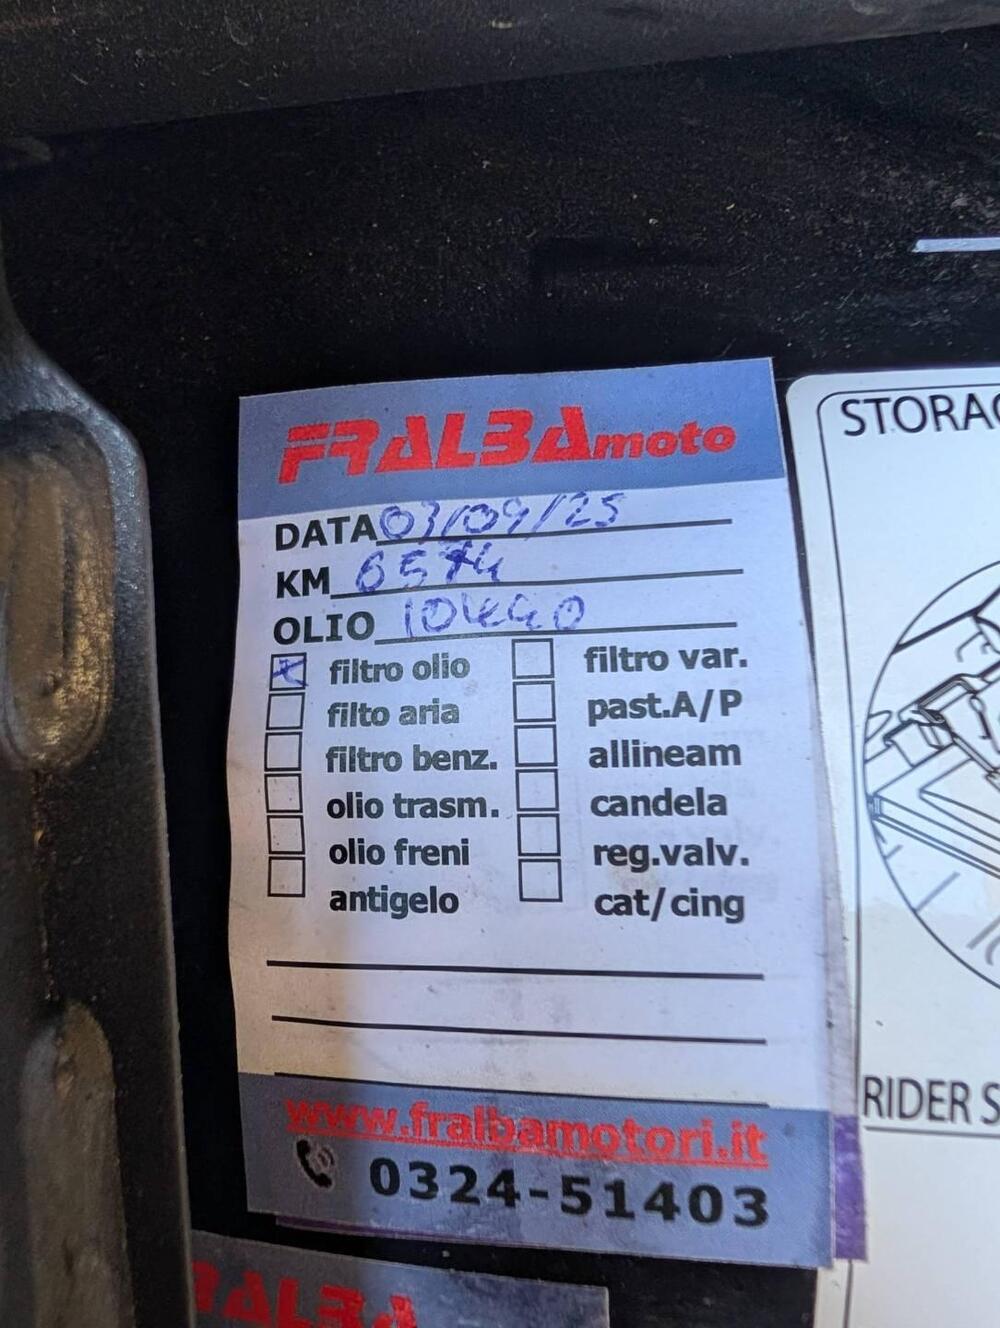 FRALBAmoto
DATA 03/09/25
KM 6574
OLIO 10W40
filtro olio
filto aria
filtro benz.
olio trasm.
olio freni
antigelo
filtro var.
past.A/P
allineam
candela
reg.valv.
cat/cing
www.fralbamotori.it
0324-51403
STORAG
RIDER S
FRALBA